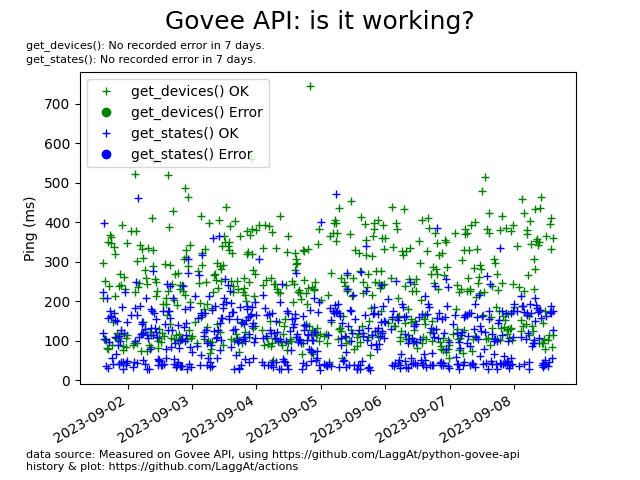 Govee API: is it working?
get_devices(): No recorded error in 7 days.
get_states(): No recorded error in 7 days.
get_devices() OK
get_devices() Error
get_states() OK
get_states() Error
Ping (ms)
700
600
500
400
300
200
100
0
2023-09-02
2023-09-03
2023-09-04
2023-09-05
2023-09-06
2023-09-07
2023-09-08
data source: Measured on Govee API, using https://github.com/LaggAt/python-govee-api
history & plot: https://github.com/LaggAt/actions